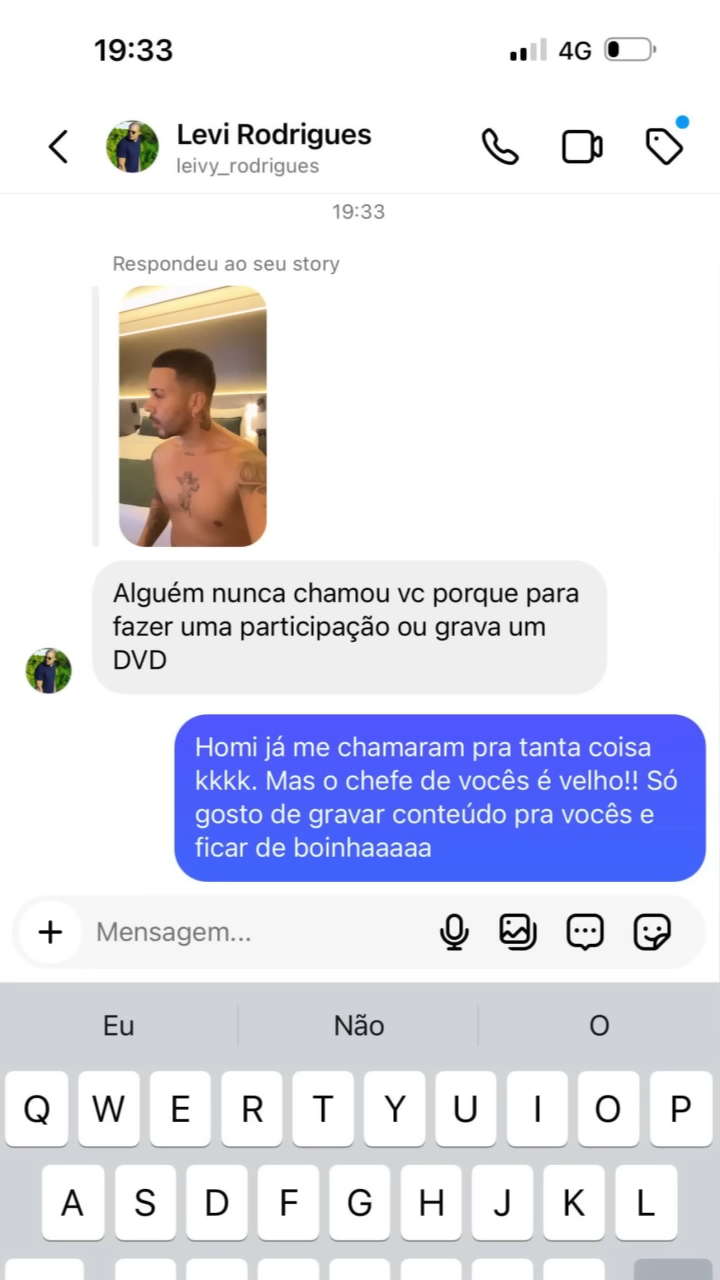 19:33
4G
Levi Rodrigues
leivy_rodrigues
19:33
Respondeu ao seu story
Alguém nunca chamou vc porque para
fazer uma participação ou grava um
DVD
Homi já me chamaram pra tanta coisa
kkkk. Mas o chefe de vocês é velho!! Só
gosto de gravar conteúdo pra vocês e
ficar de boinhaaaaa
Mensagem...
Eu Não O
Q W E R T Y U I O P
A S D F G H J K L